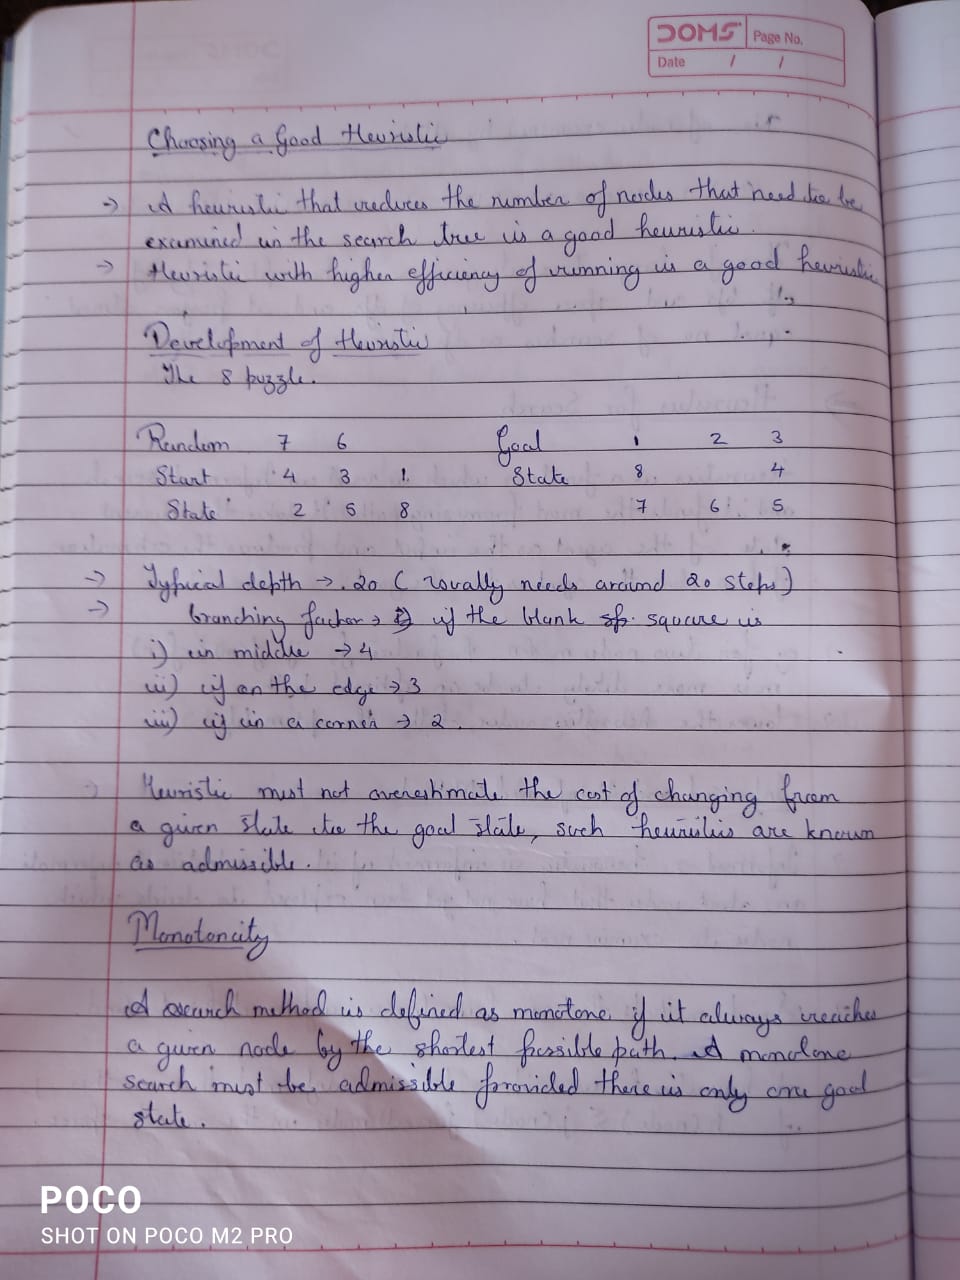 DOMS Page No.
Date / /
Choosing a Good Heuristic
→ A heuristic that reduces the number of nodes that need to be
examined in the search tree is a good heuristic.
→ Heuristic with higher efficiency of running is a good heuristic
Development of Heuristic
The 8 puzzle.
Random 7 6 Goal 1 2 3
Start 4 3 1 State 8 4
State 2 5 8 7 6 5
→ Typical depth → 20 ( usually needs around 20 steps)
→ branching factor → if the blank square is
i) in middle → 4
ii) if on the edge → 3
iii) if in a corner → 2
→ Heuristic must not overestimate the cost of changing from
a given state to the goal state, such heuristics are known
as admissible.
Monotoncity
A search method is defined as monotone if it always reaches
a given node by the shortest possible path. A monotone
search must be admissible provided there is only one goal
state.
POCO
SHOT ON POCO M2 PRO